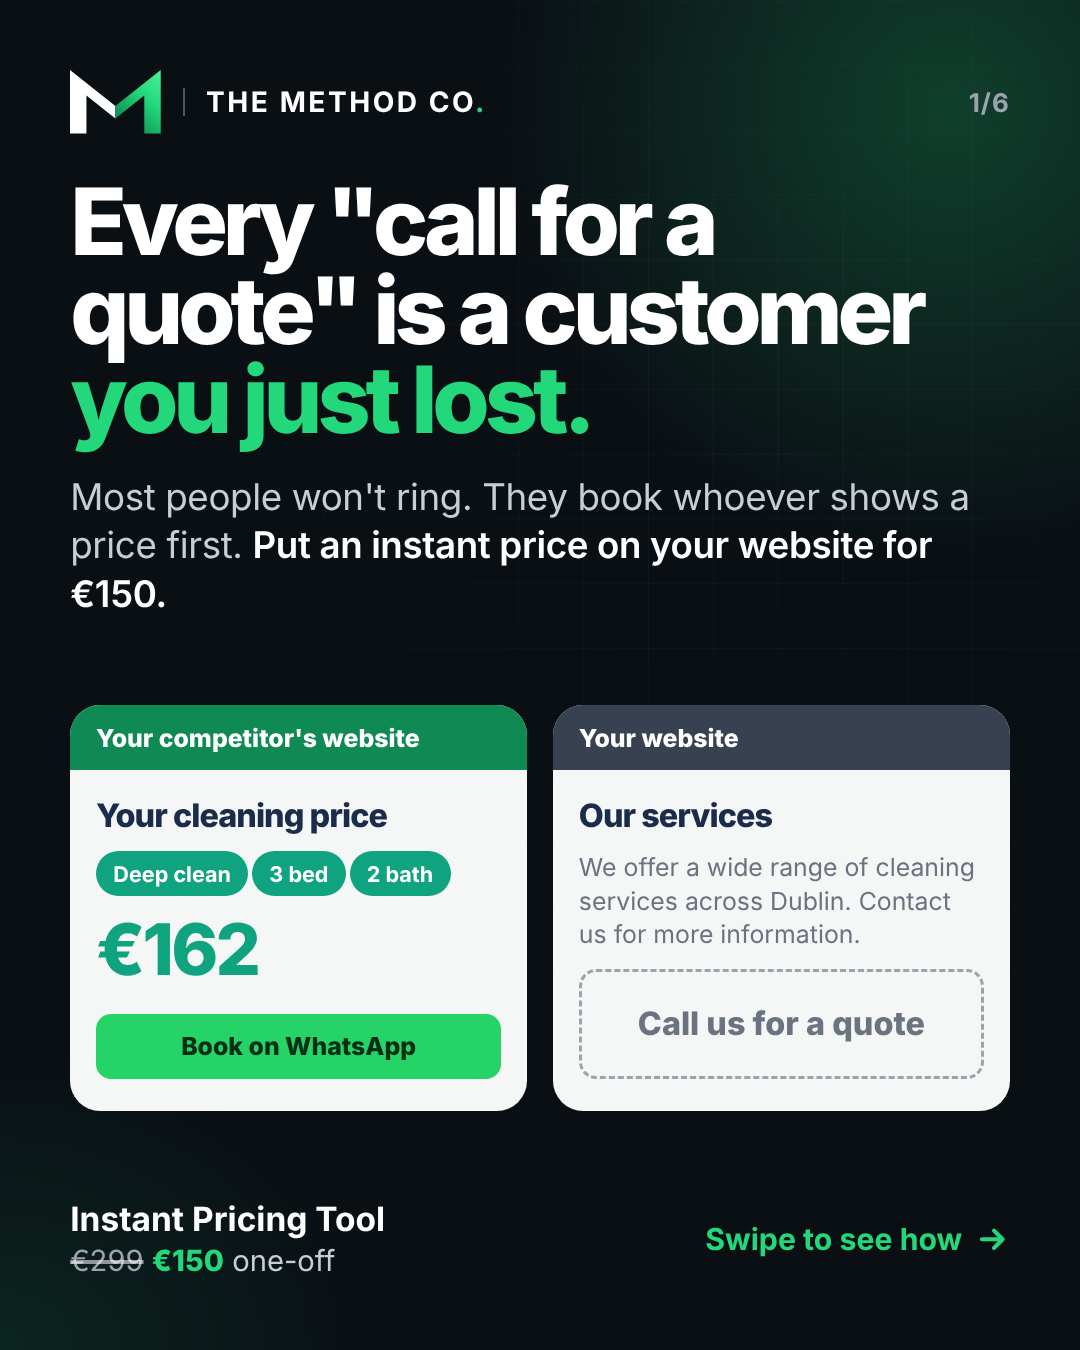 THE METHOD CO.
1/6
Every "call for a
quote" is a customer
you just lost.
Most people won't ring. They book whoever shows a
price first. Put an instant price on your website for
€150.
Your competitor's website
Your cleaning price
Deep clean 3 bed 2 bath
€162
Book on WhatsApp
Your website
Our services
We offer a wide range of cleaning
services across Dublin. Contact
us for more information.
Call us for a quote
Instant Pricing Tool
€299 €150 one-off
Swipe to see how →